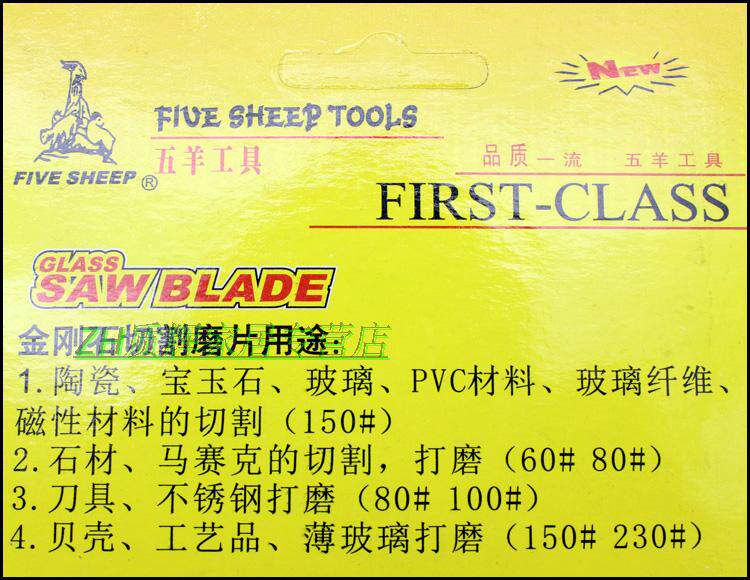 NEW
FIVE SHEEP TOOLS
五羊工具
FIVE SHEEP ®
品质一流 五羊工具
FIRST-CLASS
GLASS
SAW BLADE
金刚石切割磨片用途:
1.陶瓷、宝玉石、玻璃、PVC材料、玻璃纤维、
磁性材料的切割(150#)
2.石材、马赛克的切割,打磨(60# 80#)
3.刀具、不锈钢打磨(80# 100#)
4.贝壳、工艺品、薄玻璃打磨(150# 230#)